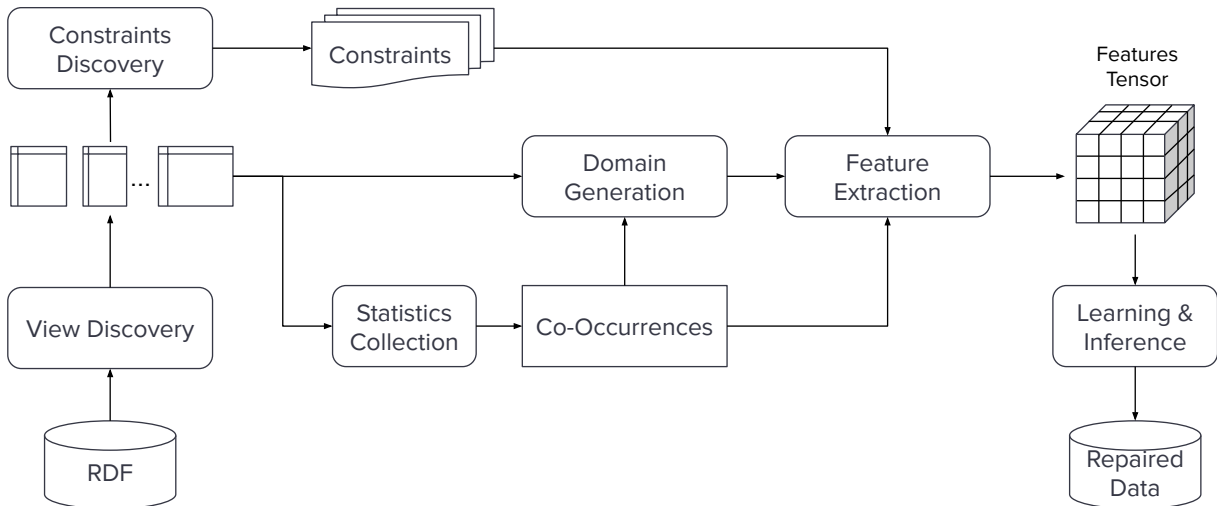 Constraints
Discovery
Constraints
Features
Tensor
...
Domain
Generation
Feature
Extraction
View Discovery
Statistics
Collection
Co-Occurrences
Learning &
Inference
RDF
Repaired
Data